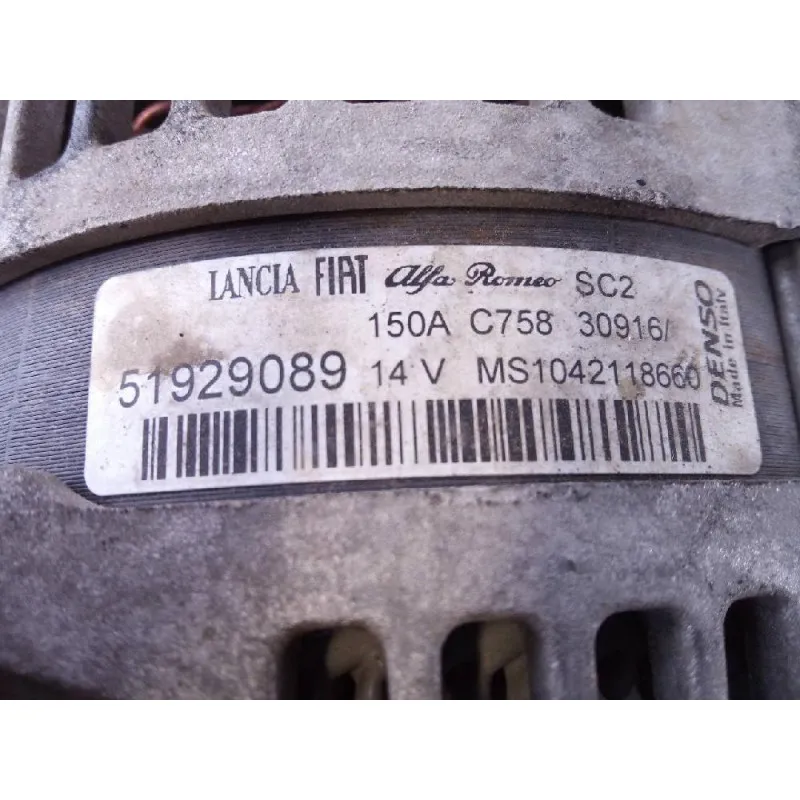 LANCIA FIAT Alfa Romeo SC2
150A C758 30916/
51929089 14 V MS1042118660
DENSO
Made in Italy